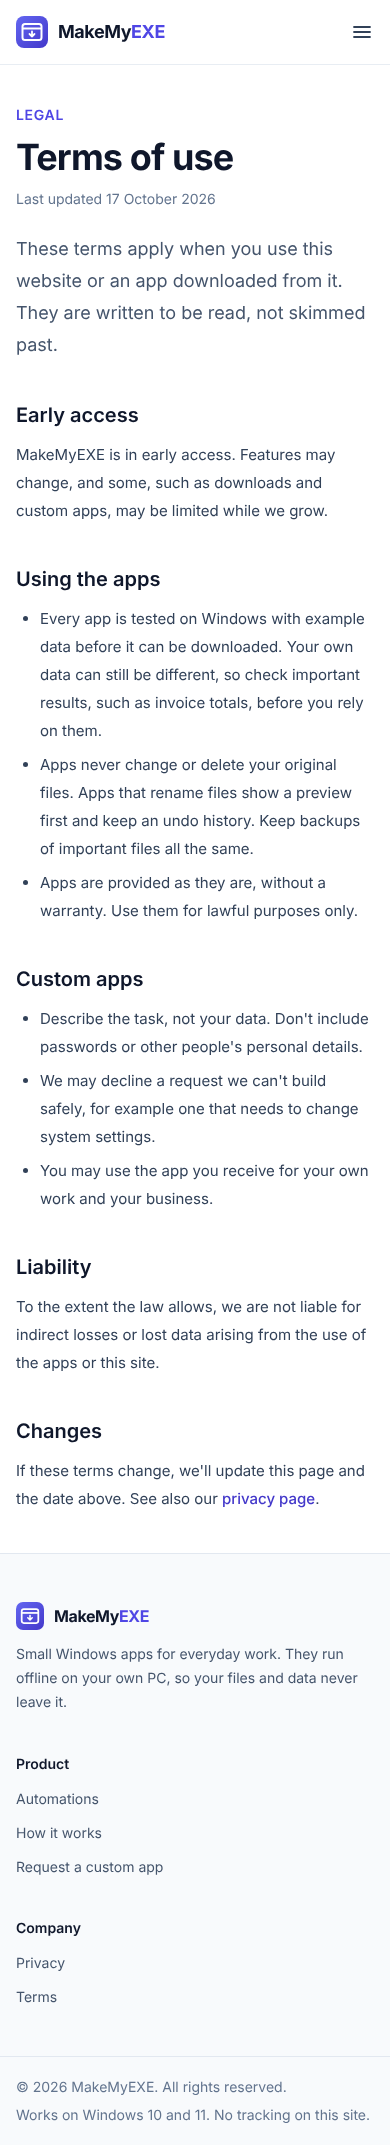 MakeMyEXE
LEGAL
Terms of use
Last updated 17 October 2026
These terms apply when you use this
website or an app downloaded from it.
They are written to be read, not skimmed
past.
Early access
MakeMyEXE is in early access. Features may
change, and some, such as downloads and
custom apps, may be limited while we grow.
Using the apps
• Every app is tested on Windows with example
data before it can be downloaded. Your own
data can still be different, so check important
results, such as invoice totals, before you rely
on them.
• Apps never change or delete your original
files. Apps that rename files show a preview
first and keep an undo history. Keep backups
of important files all the same.
• Apps are provided as they are, without a
warranty. Use them for lawful purposes only.
Custom apps
• Describe the task, not your data. Don't include
passwords or other people's personal details.
• We may decline a request we can't build
safely, for example one that needs to change
system settings.
• You may use the app you receive for your own
work and your business.
Liability
To the extent the law allows, we are not liable for
indirect losses or lost data arising from the use of
the apps or this site.
Changes
If these terms change, we'll update this page and
the date above. See also our privacy page.
MakeMyEXE
Small Windows apps for everyday work. They run
offline on your own PC, so your files and data never
leave it.
Product
Automations
How it works
Request a custom app
Company
Privacy
Terms
© 2026 MakeMyEXE. All rights reserved.
Works on Windows 10 and 11. No tracking on this site.